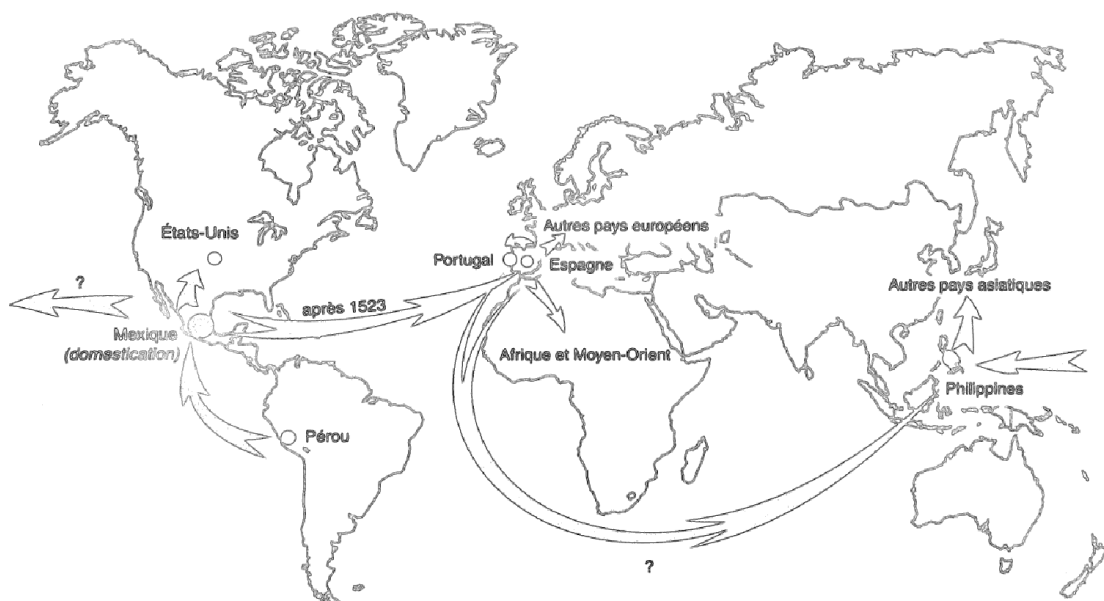 Autres pays européens
États-Unis
Portugal
Espagne
?
Autres pays asiatiques
après 1523
Mexique
(domestication)
Afrique et Moyen-Orient
Philippines
Pérou
?